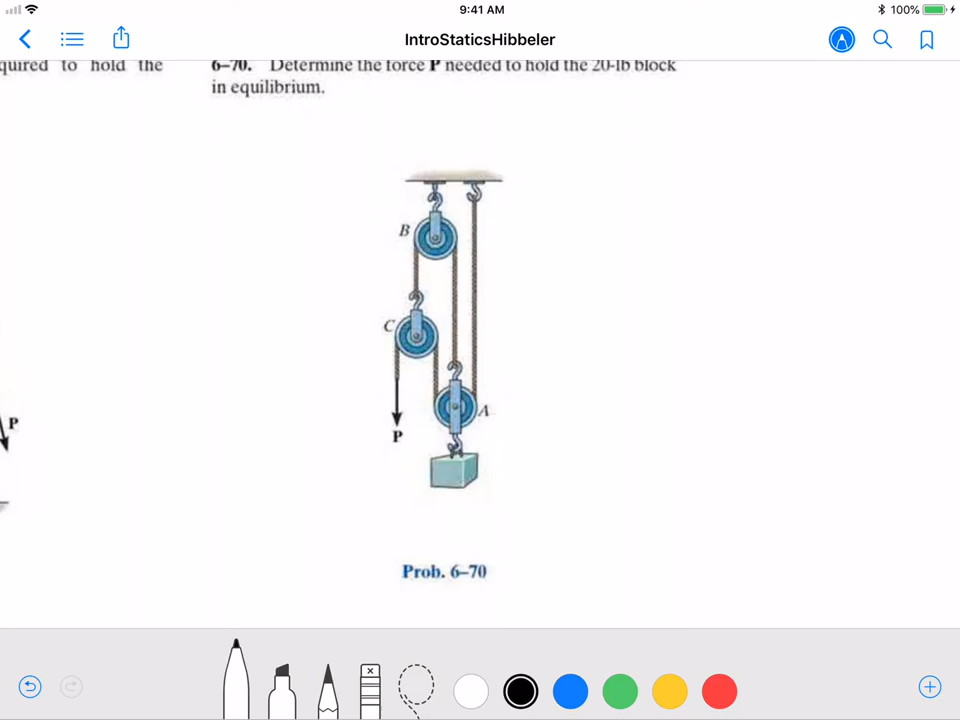 9:41 AM
100%
IntroStaticsHibbeler
quired to hold the
6–70. Determine the force P needed to hold the 20-lb block
in equilibrium.
B
C
P
A
P
Prob. 6–70